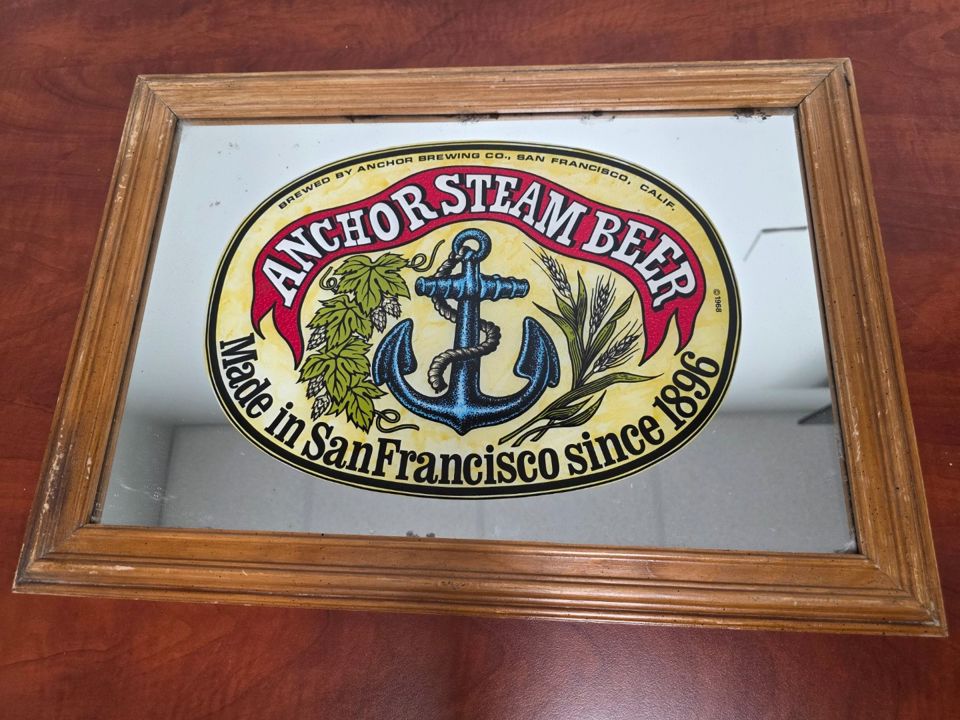 BREWED BY ANCHOR BREWING CO., SAN FRANCISCO, CALIF.
ANCHOR STEAM BEER
© 1968
Made in San Francisco since 1896